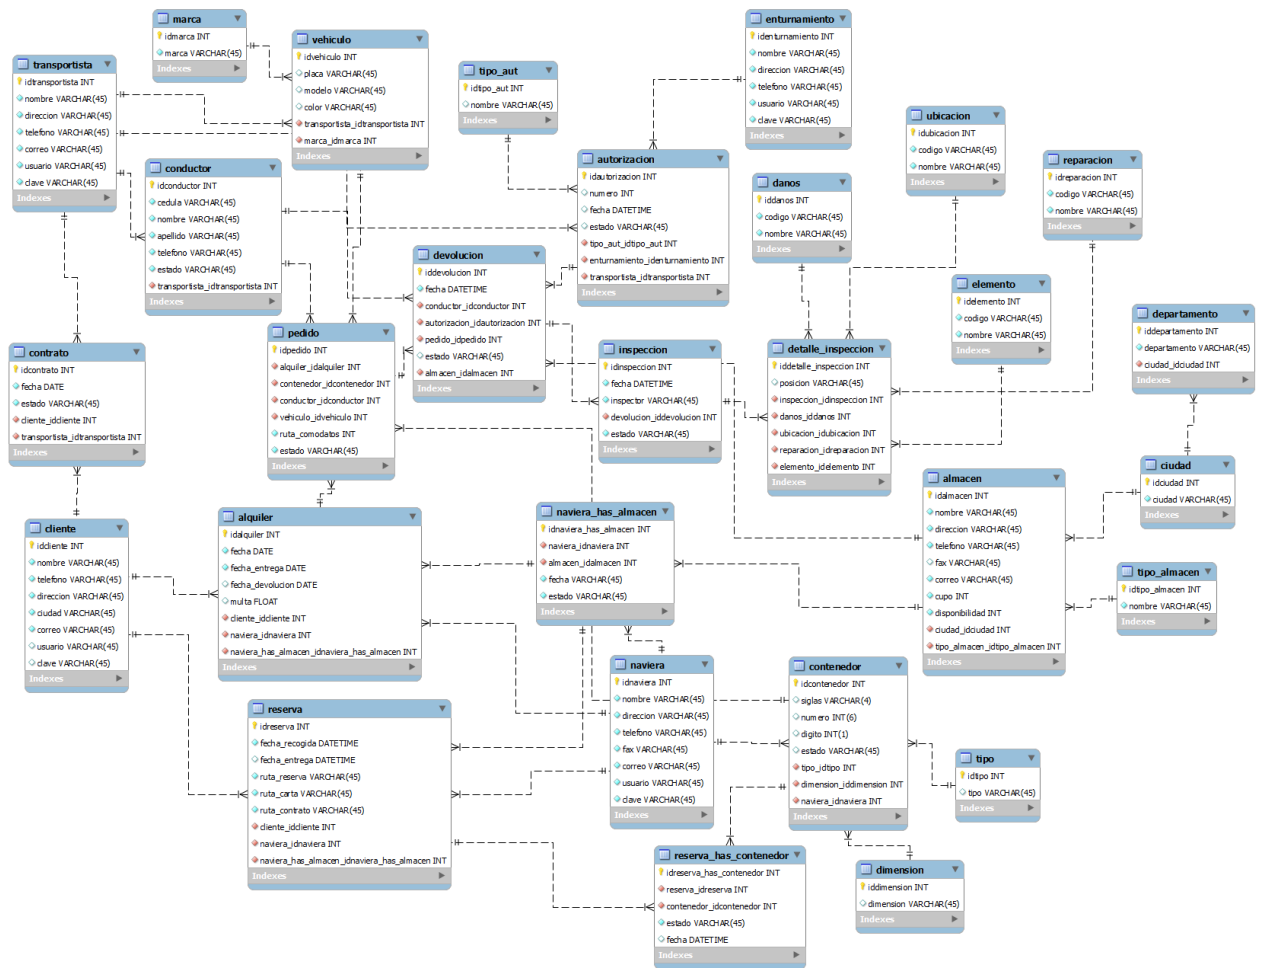 marca
idmarca INT
marca VARCHAR(45)
Indexes
vehiculo
idvehiculo INT
placa VARCHAR(45)
modelo VARCHAR(45)
color VARCHAR(45)
transportista_idtransportista INT
marca_idmarca INT
Indexes
transportista
idtransportista INT
nombre VARCHAR(45)
direccion VARCHAR(45)
telefono VARCHAR(45)
correo VARCHAR(45)
usuario VARCHAR(45)
clave VARCHAR(45)
Indexes
tipo_aut
idtipo_aut INT
nombre VARCHAR(45)
Indexes
enturnamiento
identurnamiento INT
nombre VARCHAR(45)
direccion VARCHAR(45)
telefono VARCHAR(45)
usuario VARCHAR(45)
clave VARCHAR(45)
Indexes
ubicacion
idubicacion INT
codigo VARCHAR(45)
nombre VARCHAR(45)
Indexes
reparacion
idreparacion INT
codigo VARCHAR(45)
nombre VARCHAR(45)
Indexes
conductor
idconductor INT
cedula VARCHAR(45)
nombre VARCHAR(45)
apellido VARCHAR(45)
telefono VARCHAR(45)
estado VARCHAR(45)
transportista_idtransportista INT
Indexes
autorizacion
idautorizacion INT
numero INT
fecha DATETIME
estado VARCHAR(45)
tipo_aut_idtipo_aut INT
enturnamiento_identurnamiento INT
transportista_idtransportista INT
Indexes
danos
iddanos INT
codigo VARCHAR(45)
nombre VARCHAR(45)
Indexes
devolucion
iddevolucion INT
fecha DATETIME
conductor_idconductor INT
autorizacion_idautorizacion INT
pedido_idpedido INT
estado VARCHAR(45)
almacen_idalmacen INT
Indexes
elemento
idelemento INT
codigo VARCHAR(45)
nombre VARCHAR(45)
Indexes
departamento
iddepartamento INT
departamento VARCHAR(45)
ciudad_idciudad INT
Indexes
contrato
idcontrato INT
fecha DATE
estado VARCHAR(45)
cliente_idcliente INT
transportista_idtransportista INT
Indexes
pedido
idpedido INT
alquiler_idalquiler INT
contenedor_idcontenedor INT
conductor_idconductor INT
vehiculo_idvehiculo INT
ruta_comodatos INT
estado VARCHAR(45)
Indexes
inspeccion
idinspeccion INT
fecha DATETIME
inspector VARCHAR(45)
devolucion_iddevolucion INT
estado VARCHAR(45)
Indexes
detalle_inspeccion
iddetalle_inspeccion INT
posicion VARCHAR(45)
inspeccion_idinspeccion INT
danos_iddanos INT
ubicacion_idubicacion INT
reparacion_idreparacion INT
elemento_idelemento INT
Indexes
ciudad
idciudad INT
ciudad VARCHAR(45)
Indexes
almacen
idalmacen INT
nombre VARCHAR(45)
direccion VARCHAR(45)
telefono VARCHAR(45)
fax VARCHAR(45)
correo VARCHAR(45)
cupo INT
disponibilidad INT
ciudad_idciudad INT
tipo_almacen_idtipo_almacen INT
Indexes
tipo_almacen
idtipo_almacen INT
nombre VARCHAR(45)
Indexes
cliente
idcliente INT
nombre VARCHAR(45)
telefono VARCHAR(45)
direccion VARCHAR(45)
ciudad VARCHAR(45)
correo VARCHAR(45)
usuario VARCHAR(45)
clave VARCHAR(45)
Indexes
alquiler
idalquiler INT
fecha DATE
fecha_entrega DATE
fecha_devolucion DATE
multa FLOAT
cliente_idcliente INT
naviera_idnaviera INT
naviera_has_almacen_idnaviera_has_almacen INT
Indexes
naviera_has_almacen
idnaviera_has_almacen INT
naviera_idnaviera INT
almacen_idalmacen INT
fecha VARCHAR(45)
estado VARCHAR(45)
Indexes
naviera
idnaviera INT
nombre VARCHAR(45)
direccion VARCHAR(45)
telefono VARCHAR(45)
fax VARCHAR(45)
correo VARCHAR(45)
usuario VARCHAR(45)
clave VARCHAR(45)
Indexes
contenedor
idcontenedor INT
siglas VARCHAR(4)
numero INT(6)
digito INT(1)
estado VARCHAR(45)
tipo_idtipo INT
dimension_iddimension INT
naviera_idnaviera INT
Indexes
reserva
idreserva INT
fecha_recogida DATETIME
fecha_entrega DATETIME
ruta_reserva VARCHAR(45)
ruta_carta VARCHAR(45)
ruta_contrato VARCHAR(45)
cliente_idcliente INT
naviera_idnaviera INT
naviera_has_almacen_idnaviera_has_almacen INT
Indexes
tipo
idtipo INT
tipo VARCHAR(45)
Indexes
reserva_has_contenedor
idreserva_has_contenedor INT
reserva_idreserva INT
contenedor_idcontenedor INT
estado VARCHAR(45)
fecha DATETIME
Indexes
dimension
iddimension INT
dimension VARCHAR(45)
Indexes